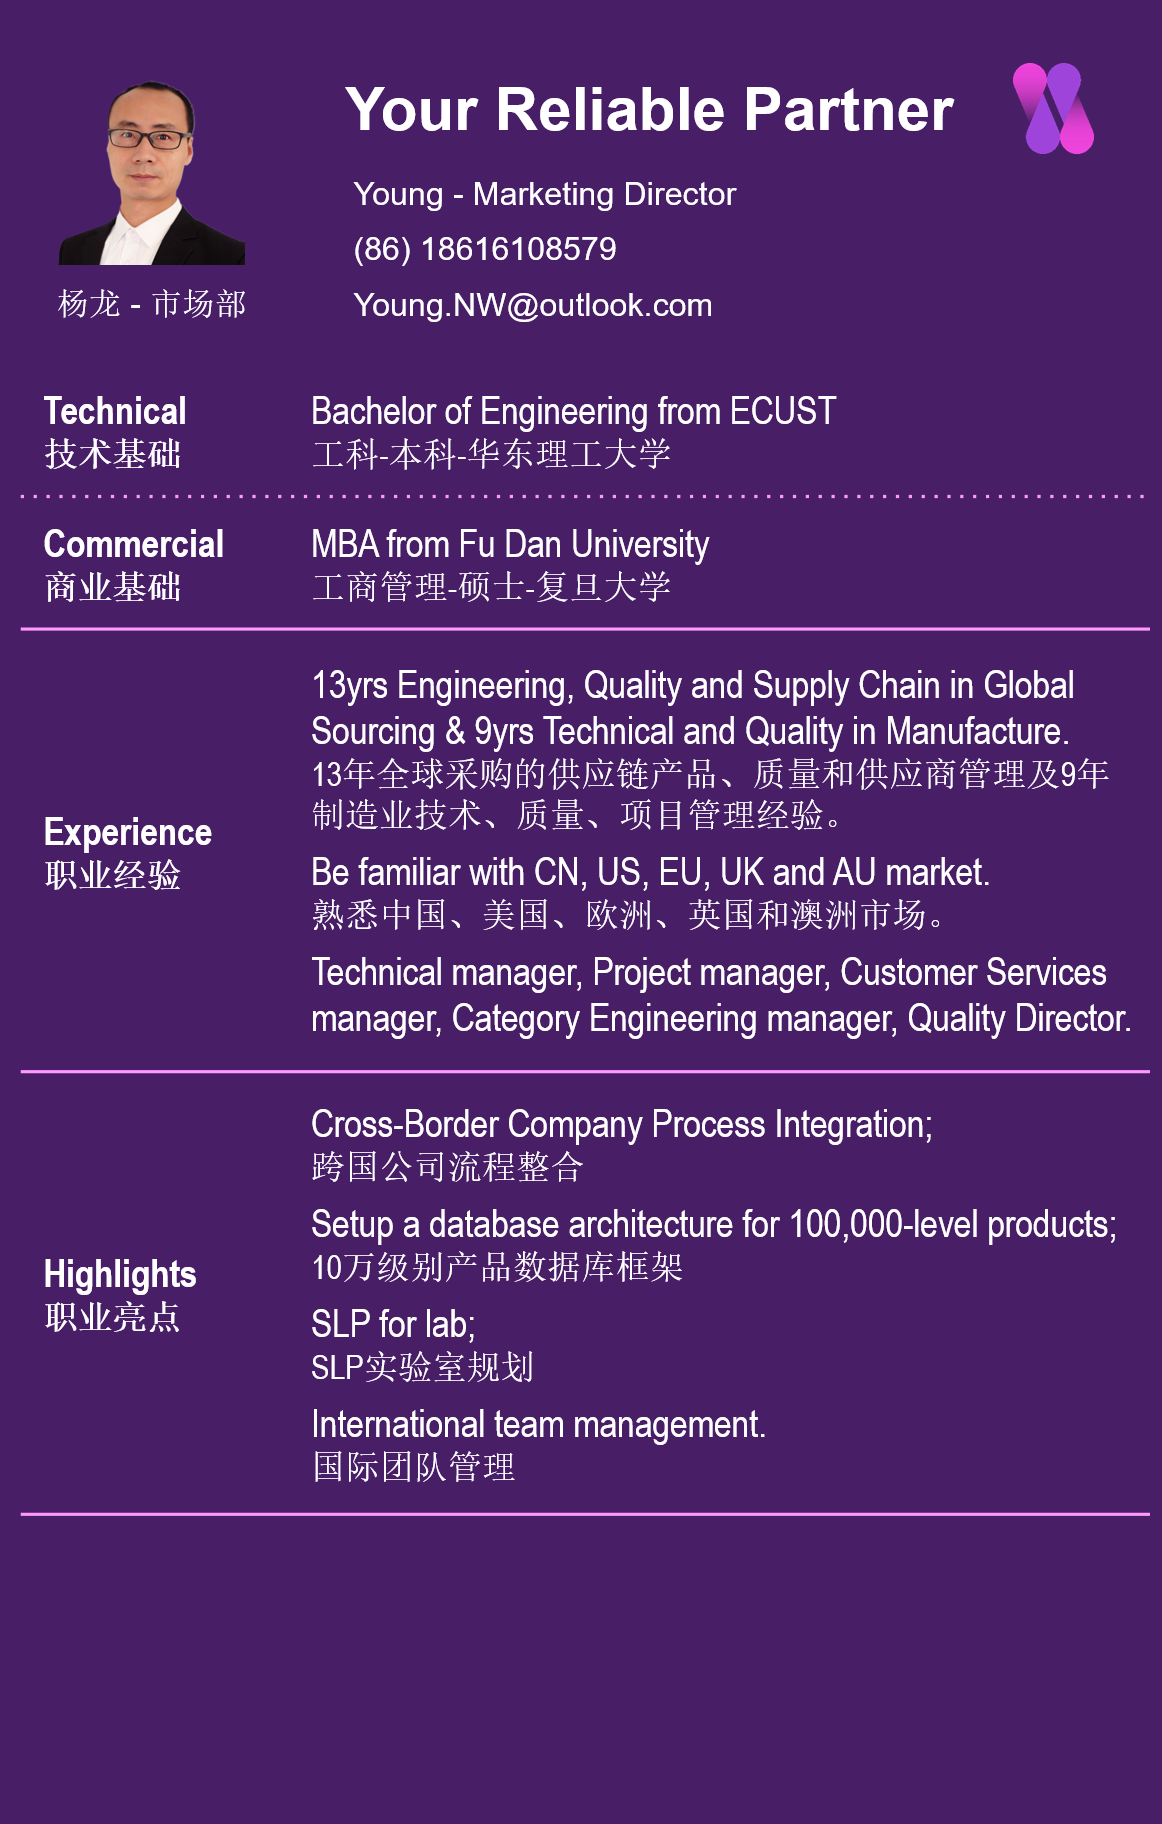 Your Reliable Partner
Young - Marketing Director
(86) 18616108579
Young.NW@outlook.com
杨龙 - 市场部
Technical
技术基础
Bachelor of Engineering from ECUST
工科-本科-华东理工大学
Commercial
商业基础
MBA from Fu Dan University
工商管理-硕士-复旦大学
Experience
职业经验
13yrs Engineering, Quality and Supply Chain in Global
Sourcing & 9yrs Technical and Quality in Manufacture.
13年全球采购的供应链产品、质量和供应商管理及9年
制造业技术、质量、项目管理经验。
Be familiar with CN, US, EU, UK and AU market.
熟悉中国、美国、欧洲、英国和澳洲市场。
Technical manager, Project manager, Customer Services
manager, Category Engineering manager, Quality Director.
Highlights
职业亮点
Cross-Border Company Process Integration;
跨国公司流程整合
Setup a database architecture for 100,000-level products;
10万级别产品数据库框架
SLP for lab;
SLP实验室规划
International team management.
国际团队管理